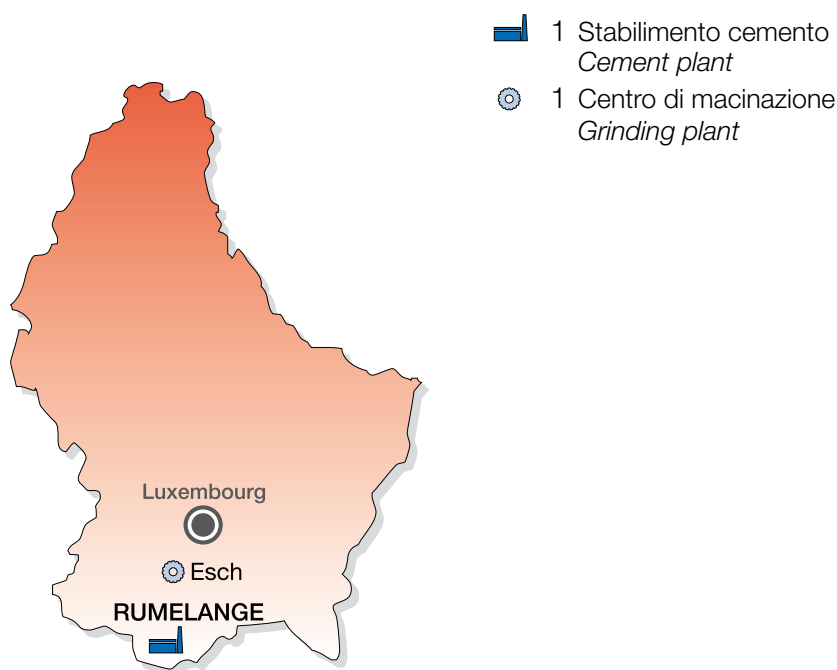 1 Stabilimento cemento
Cement plant
1 Centro di macinazione
Grinding plant
Luxembourg
Esch
RUMELANGE